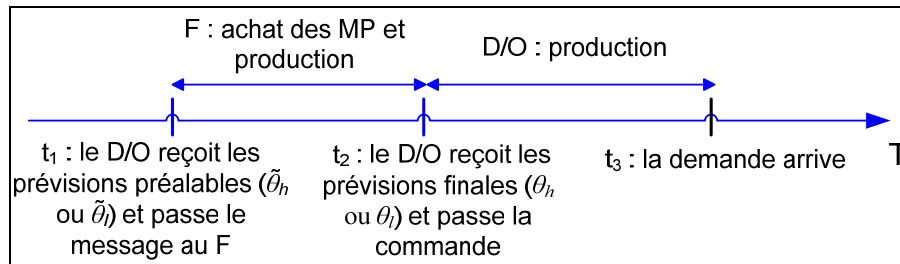 F : achat des MP et
production
D/O : production
T
t₁ : le D/O reçoit les
prévisions préalables (θ̃ₕ
ou θ̃ₗ) et passe le
message au F
t₂ : le D/O reçoit les
prévisions finales (θₕ
ou θₗ) et passe la
commande
t₃ : la demande arrive